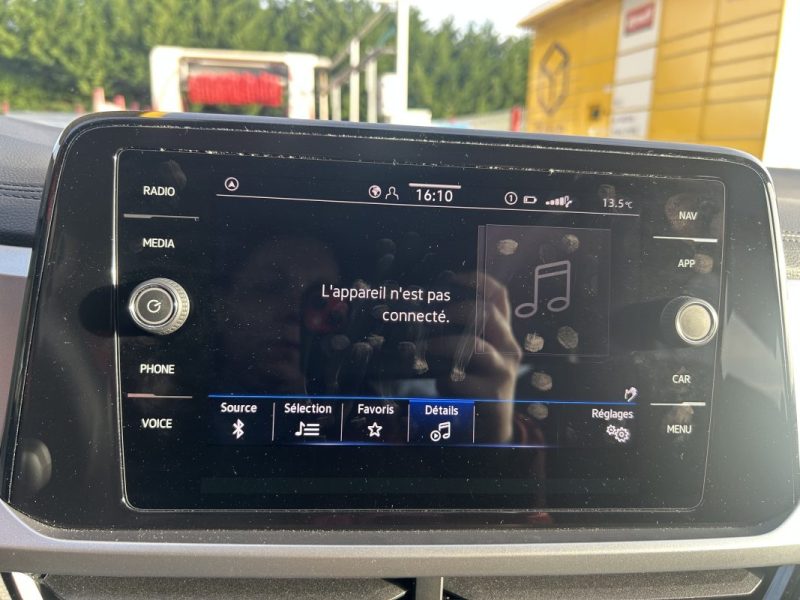 RADIO
MEDIA
PHONE
VOICE
16:10
1
13.5°C
L'appareil n'est pas
connecté.
Source
Sélection
Favoris
Détails
Réglages
NAV
APP
CAR
MENU